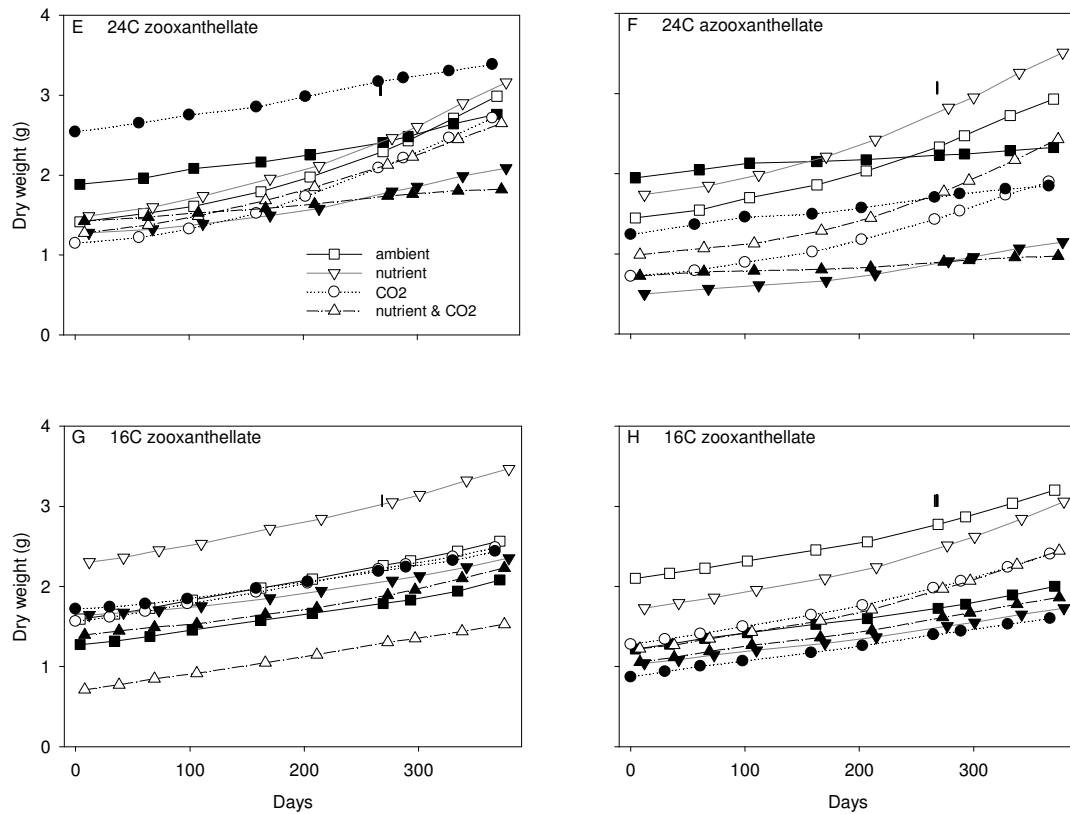 E 24C zooxanthellate
F 24C azooxanthellate
4
3
2
1
0
Dry weight (g)
ambient
nutrient
CO2
nutrient & CO2
G 16C zooxanthellate
H 16C zooxanthellate
4
3
2
1
0
Dry weight (g)
0 100 200 300
0 100 200 300
Days
Days